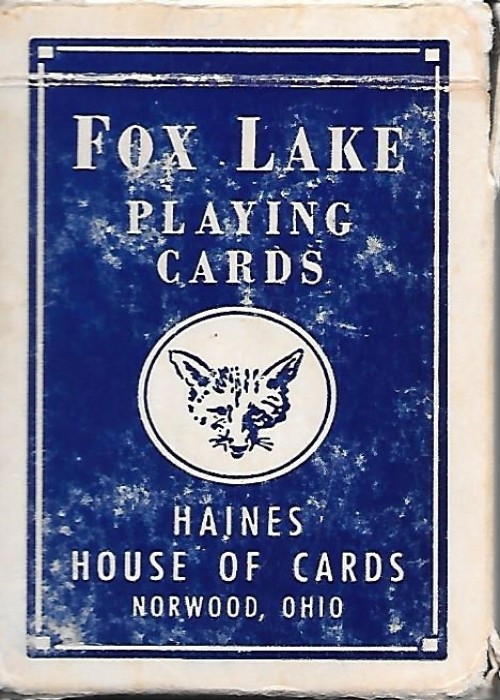 FOX LAKE
PLAYING
CARDS
HAINES
HOUSE OF CARDS
NORWOOD, OHIO